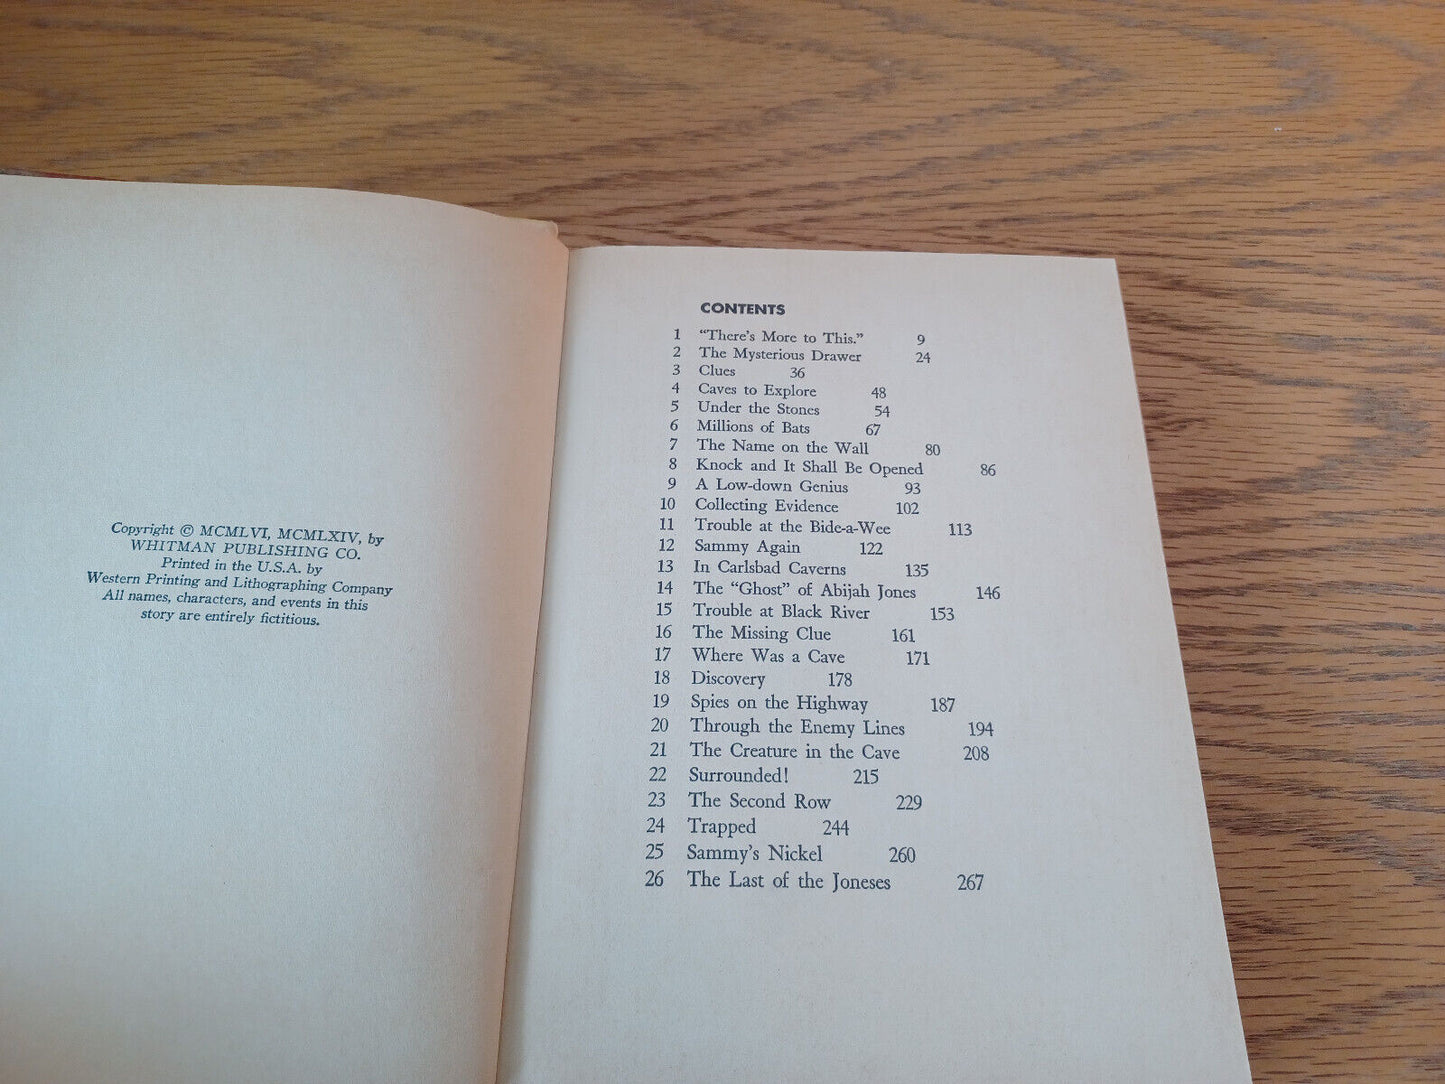 Copyright © MCMLVI, MCMLXIV, by
WHITMAN PUBLISHING CO.
Printed in the U.S.A. by
Western Printing and Lithographing Company
All names, characters, and events in this
story are entirely fictitious.
CONTENTS
1 “There’s More to This.” 9
2 The Mysterious Drawer 24
3 Clues 36
4 Caves to Explore 48
5 Under the Stones 54
6 Millions of Bats 67
7 The Name on the Wall 80
8 Knock and It Shall Be Opened 86
9 A Low-down Genius 93
10 Collecting Evidence 102
11 Trouble at the Bide-a-Wee 113
12 Sammy Again 122
13 In Carlsbad Caverns 135
14 The “Ghost” of Abijah Jones 146
15 Trouble at Black River 153
16 The Missing Clue 161
17 Where Was a Cave 171
18 Discovery 178
19 Spies on the Highway 187
20 Through the Enemy Lines 194
21 The Creature in the Cave 208
22 Surrounded! 215
23 The Second Row 229
24 Trapped 244
25 Sammy’s Nickel 260
26 The Last of the Joneses 267